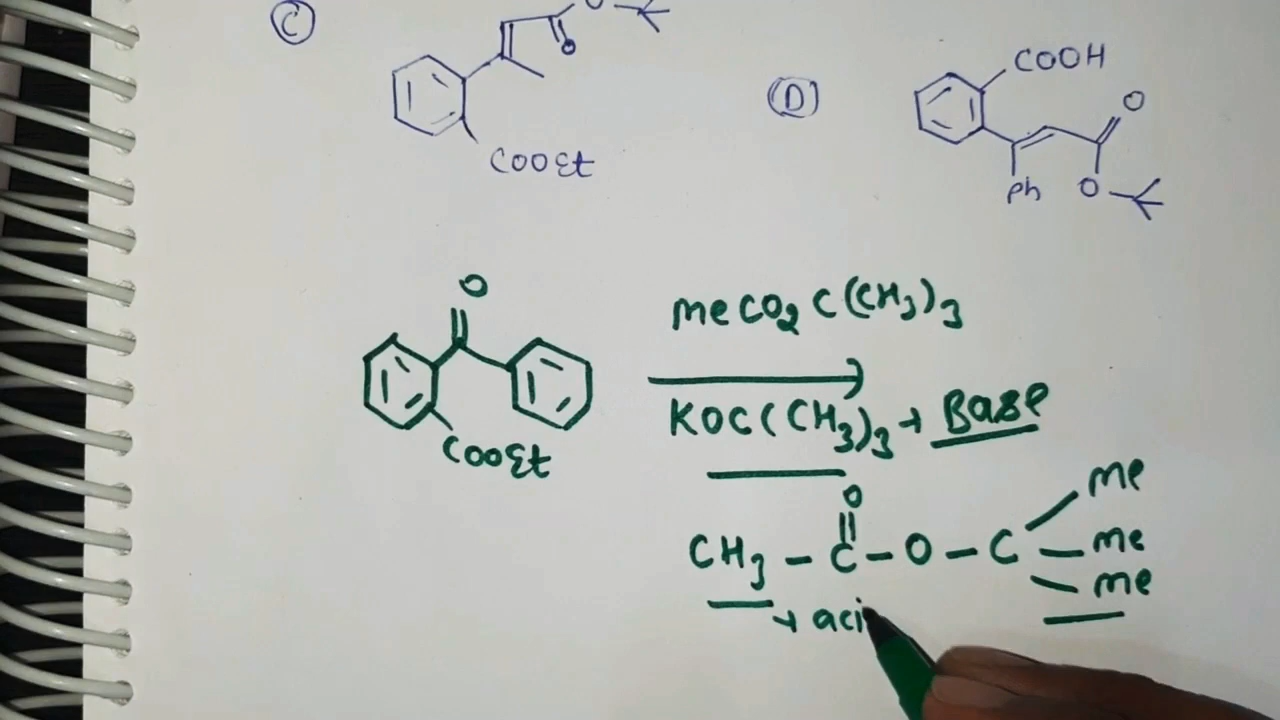 (C)
O
O
COOEt
(D)
COOH
O
Ph
O
O
COOEt
MeCO2C(CH3)3
KOC(CH3)3 → Base
O
CH3 - C - O - C
Me
Me
Me
→ aci